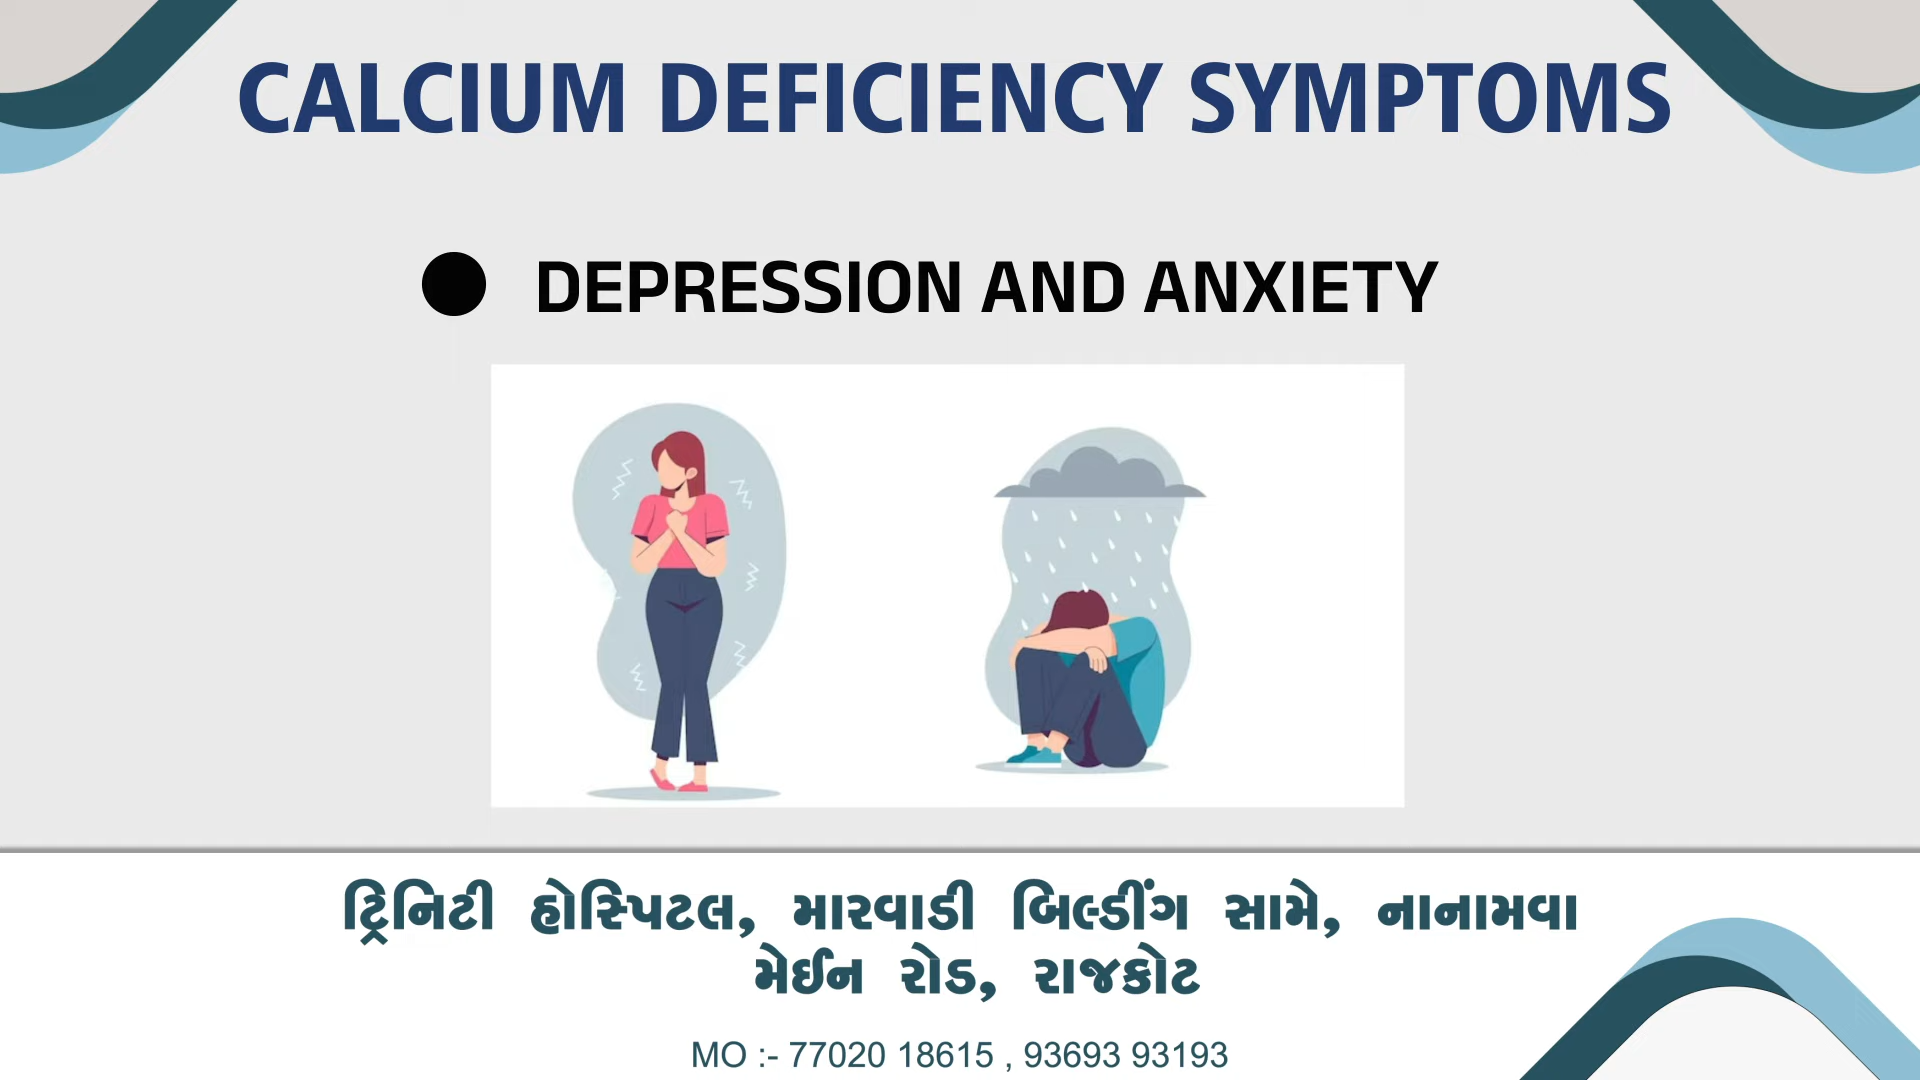 CALCIUM DEFICIENCY SYMPTOMS
● DEPRESSION AND ANXIETY
ટ્રિનિટી હોસ્પિટલ, મારવાડી બિલ્ડીંગ સામે, નાનામવા
મેઈન રોડ, રાજકોટ
MO :- 77020 18615 , 93693 93193